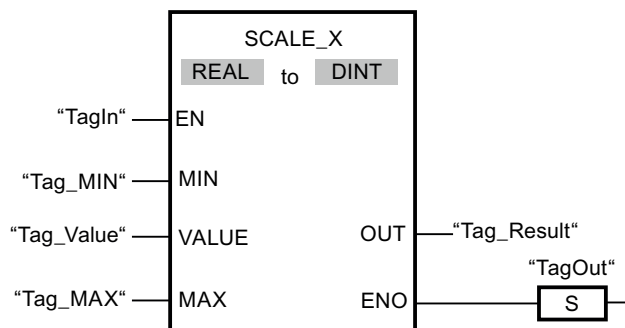 SCALE_X
REAL to DINT
“TagIn“ EN
“Tag_MIN“ MIN
“Tag_Value“ VALUE OUT “Tag_Result“
“TagOut“
“Tag_MAX“ MAX ENO S